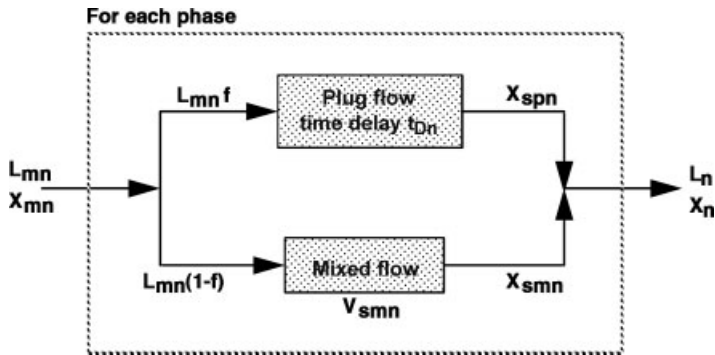 For each phase
Lmn f
Plug flow
time delay tDn
Xspn
Lmn
Xmn
Ln
Xn
Mixed flow
Lmn(1-f)
Vsmn
Xsmn